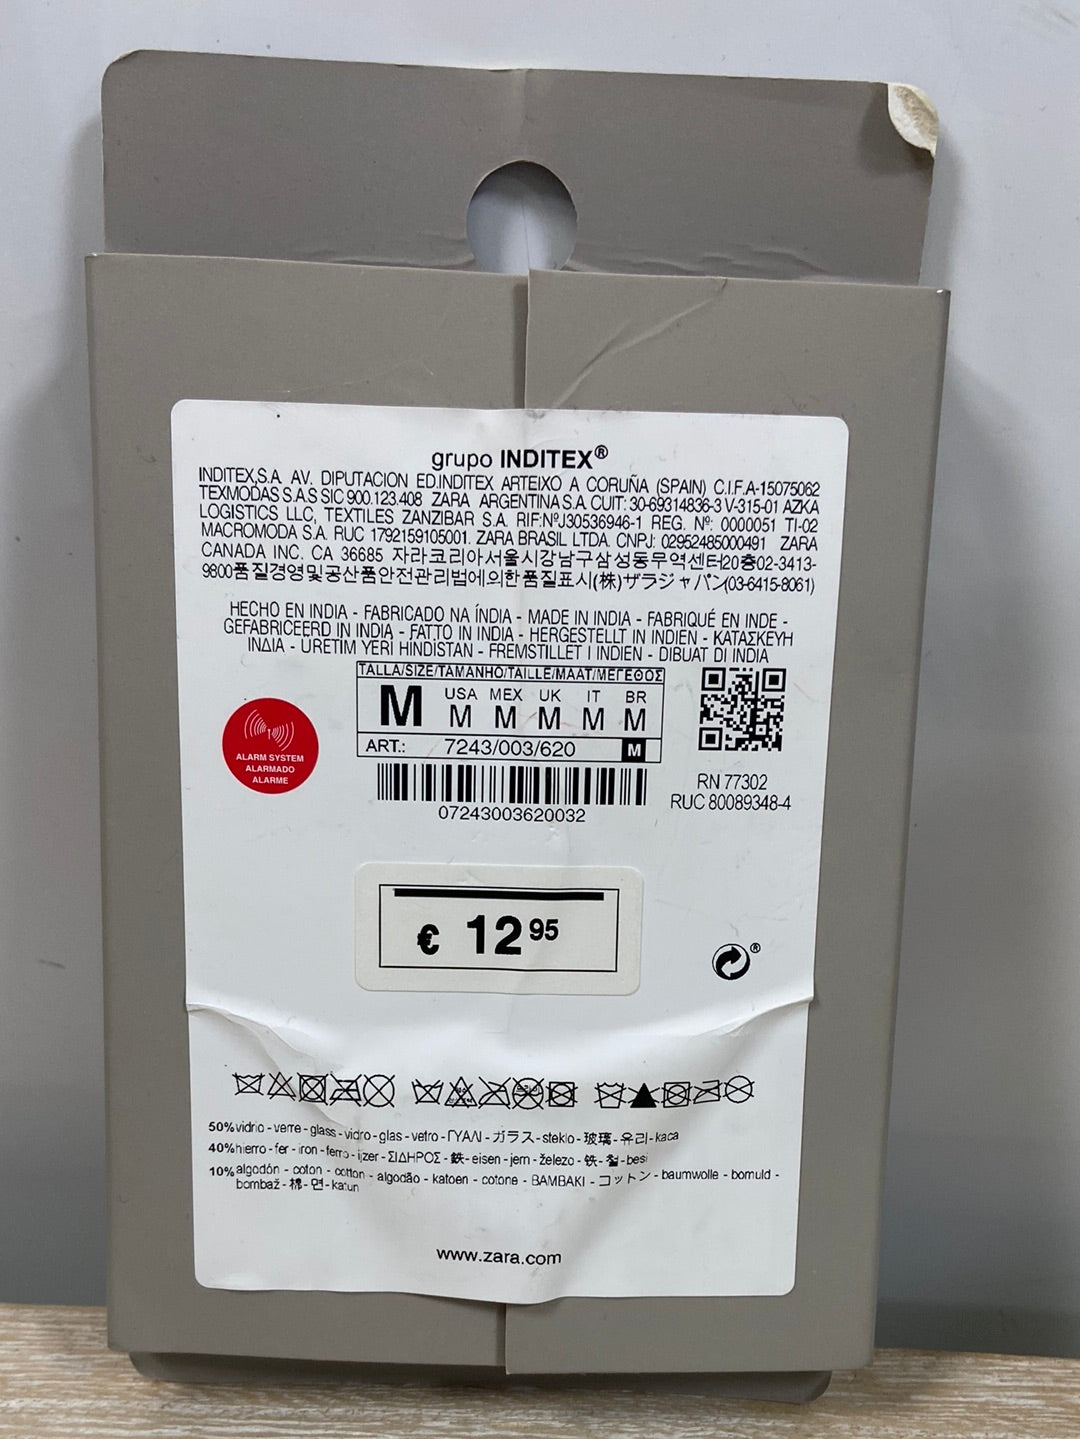 grupo INDITEX®
INDITEX,S.A. AV. DIPUTACION ED.INDITEX ARTEIXO A CORUÑA (SPAIN) C.I.F.A-15075062
TEXMODAS S.A.S SIC 900.123.408 ZARA ARGENTINA S.A. CUIT: 30-69314836-3 V-315-01 AZKA
LOGISTICS LLC, TEXTILES ZANZIBAR S.A. RIF:NºJ30536946-1 REG. Nº: 0000051 TI-02
MACROMODA S.A. RUC 1792159105001. ZARA BRASIL LTDA. CNPJ: 02952485000491 ZARA
CANADA INC. CA 36685 자라코리아서울시강남구삼성동무역센터20층02-3413-
9800품질경영및공산품안전관리법에의한품질표시(株)ザラジャパン(03-6415-8061)
HECHO EN INDIA - FABRICADO NA ÍNDIA - MADE IN INDIA - FABRIQUÉ EN INDE -
GEFABRICEERD IN INDIA - FATTO IN INDIA - HERGESTELLT IN INDIEN - ΚΑΤΑΣΚΕΥΗ
ΙΝΔΙΑ - ÜRETIM YERI HINDISTAN - FREMSTILLET I INDIEN - DIBUAT DI INDIA
TALLA/SIZE/TAMANHO/TAILLE/MAAT/ΜΕΓΕΘΟΣ
M USA MEX UK IT BR
M M M M M
ART.: 7243/003/620 M
07243003620032
ALARM SYSTEM
ALARMADO
ALARME
RN 77302
RUC 80089348-4
€ 12 95
50% vidrio - verre - glass - vidro - glas - vetro - ΓΥΑΛΙ - ガラス - steklo - 玻璃 - 유리 - kaca
40% hierro - fer - iron - ferro - ijzer - ΣΙΔΗΡΟΣ - 鉄 - eisen - jern - železo - 铁 - 철 - besi
10% algodón - coton - cotton - algodão - katoen - cotone - ΒΑΜΒΑΚΙ - コットン - baumwolle - bomuld -
bombaž - 棉 - 면 - katun
www.zara.com